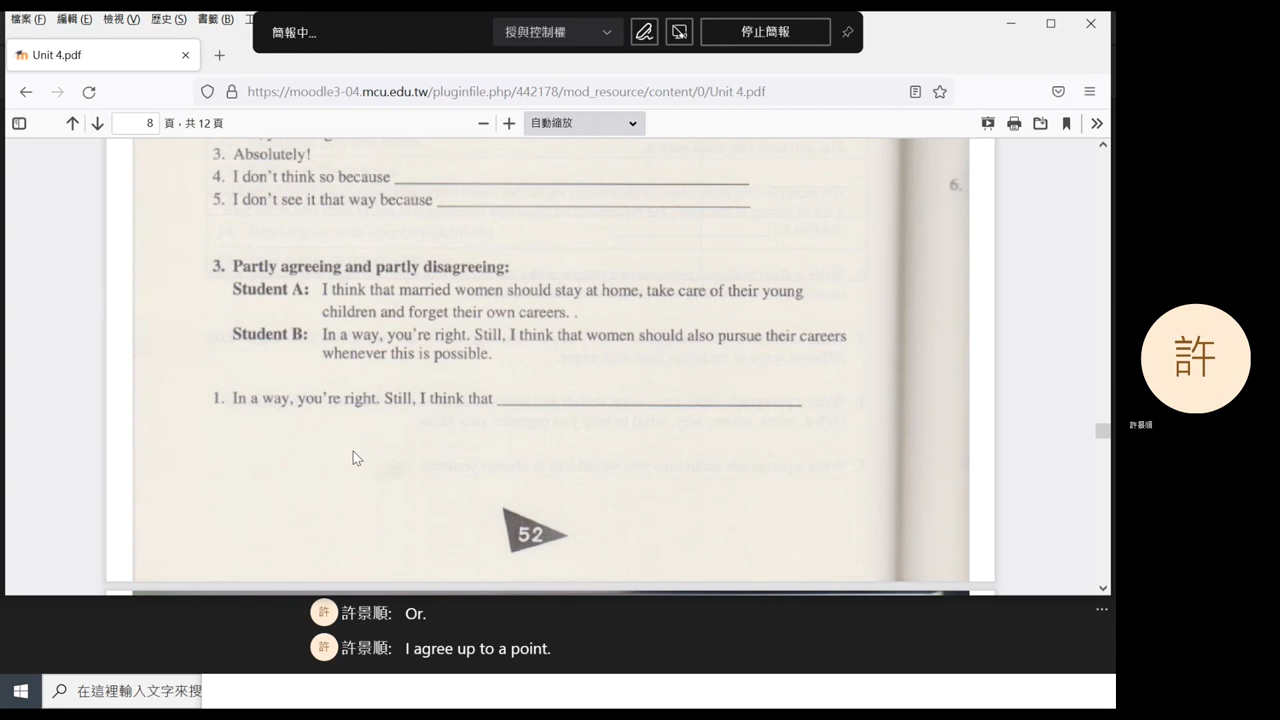 檔案(F) 編輯(E) 檢視(V) 歷史(S) 書籤(B)
簡報中...
授與控制權
停止簡報
Unit 4.pdf
https://moodle3-04.mcu.edu.tw/pluginfile.php/442178/mod_resource/content/0/Unit 4.pdf
8 頁，共 12 頁
自動縮放
3. Absolutely!
4. I don't think so because
5. I don't see it that way because
6.
3. Partly agreeing and partly disagreeing:
Student A: I think that married women should stay at home, take care of their young
children and forget their own careers. .
Student B: In a way, you're right. Still, I think that women should also pursue their careers
whenever this is possible.
1. In a way, you're right. Still, I think that
52
許
許景順
許 許景順: Or.
許 許景順: I agree up to a point.
在這裡輸入文字來搜